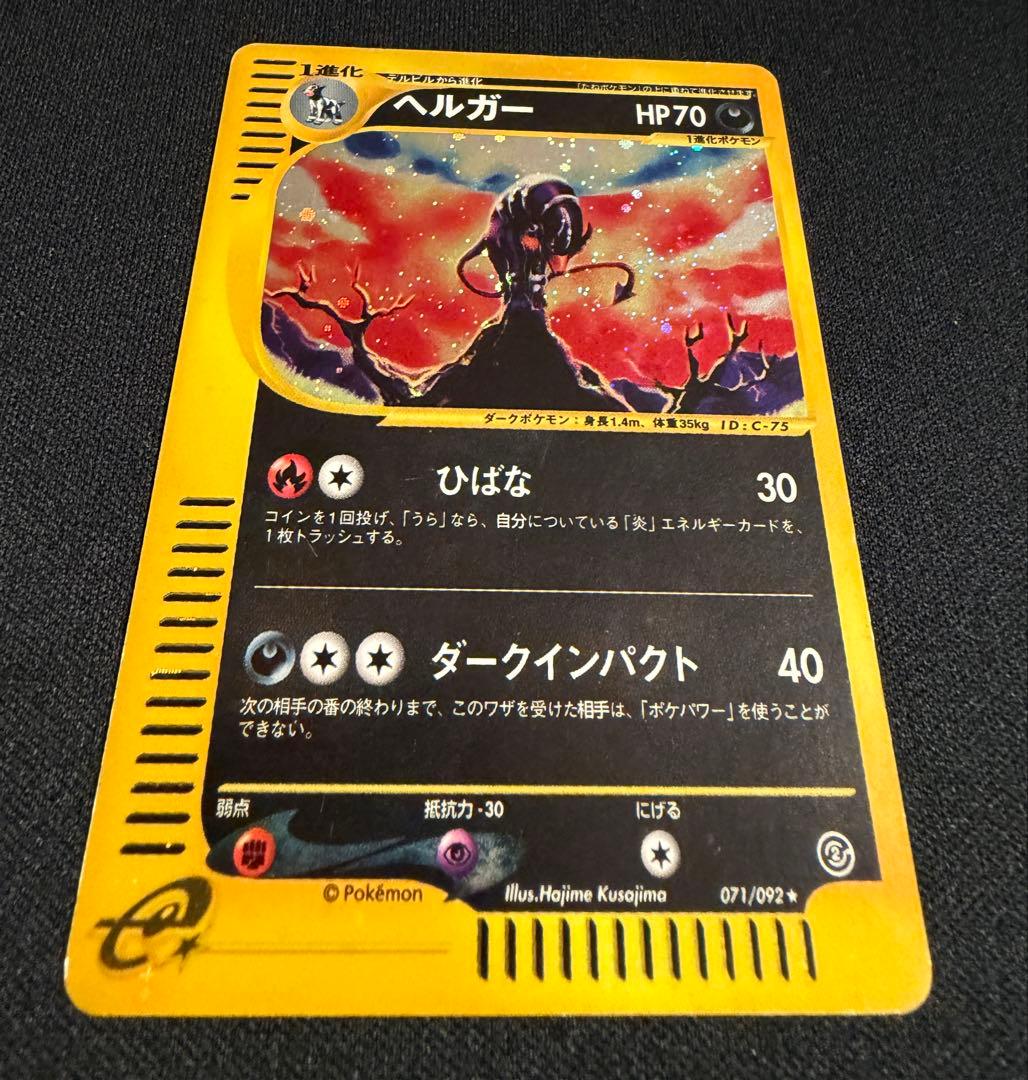 1進化
デルビルから進化
「たねポケモン」の上に重ねて進化させます
ヘルガー HP70
1進化ポケモン
ダークポケモン：身長1.4m、体重35kg ID:C-75
ひばな 30
コインを1回投げ、「うら」なら、自分についている「炎」エネルギーカードを、
1枚トラッシュする。
ダークインパクト 40
次の相手の番の終わりまで、このワザを受けた相手は、「ポケパワー」を使うことが
できない。
弱点 抵抗力-30 にげる
2
© Pokémon Illus.Hajime Kusajima 071/092★
e